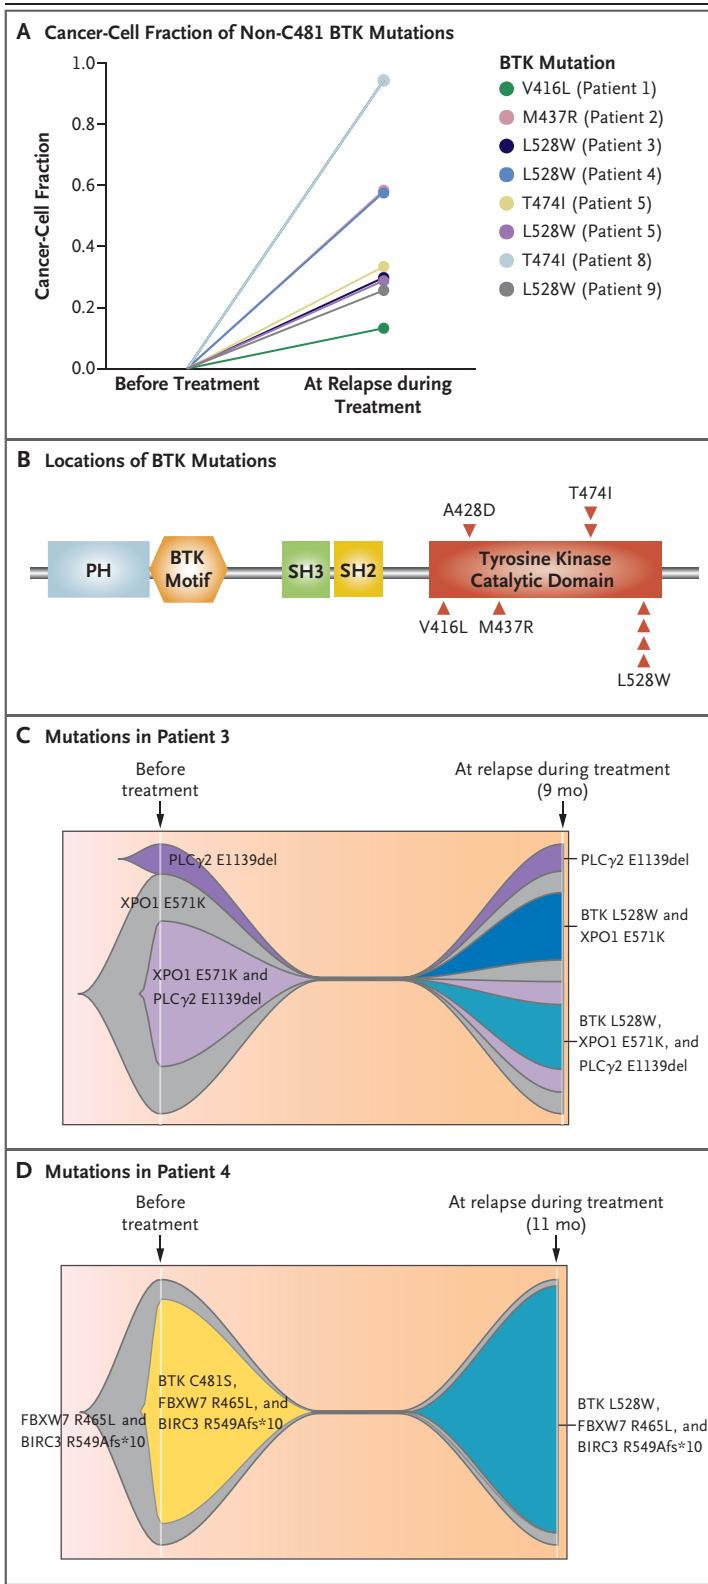 A Cancer-Cell Fraction of Non-C481 BTK Mutations
1.0
0.8
0.6
0.4
0.2
0.0
Cancer-Cell Fraction
Before Treatment
At Relapse during
Treatment
BTK Mutation
V416L (Patient 1)
M437R (Patient 2)
L528W (Patient 3)
L528W (Patient 4)
T474I (Patient 5)
L528W (Patient 5)
T474I (Patient 8)
L528W (Patient 9)
B Locations of BTK Mutations
A428D
T474I
PH
BTK
Motif
SH3
SH2
Tyrosine Kinase
Catalytic Domain
V416L
M437R
L528W
C Mutations in Patient 3
Before
treatment
At relapse during treatment
(9 mo)
PLCγ2 E1139del
XPO1 E571K
XPO1 E571K and
PLCγ2 E1139del
PLCγ2 E1139del
BTK L528W and
XPO1 E571K
BTK L528W,
XPO1 E571K, and
PLCγ2 E1139del
D Mutations in Patient 4
Before
treatment
At relapse during treatment
(11 mo)
FBXW7 R465L and
BIRC3 R549Afs*10
BTK C481S,
FBXW7 R465L, and
BIRC3 R549Afs*10
BTK L528W,
FBXW7 R465L, and
BIRC3 R549Afs*10